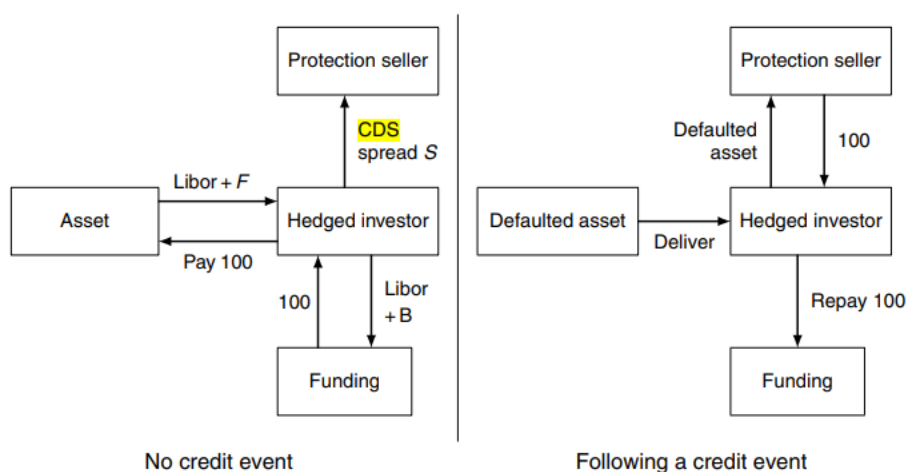 Protection seller
CDS
spread S
Libor + F
Asset
Hedged investor
Pay 100
100
Libor
+ B
Funding
No credit event
Protection seller
Defaulted
asset
100
Defaulted asset
Hedged investor
Deliver
Repay 100
Funding
Following a credit event